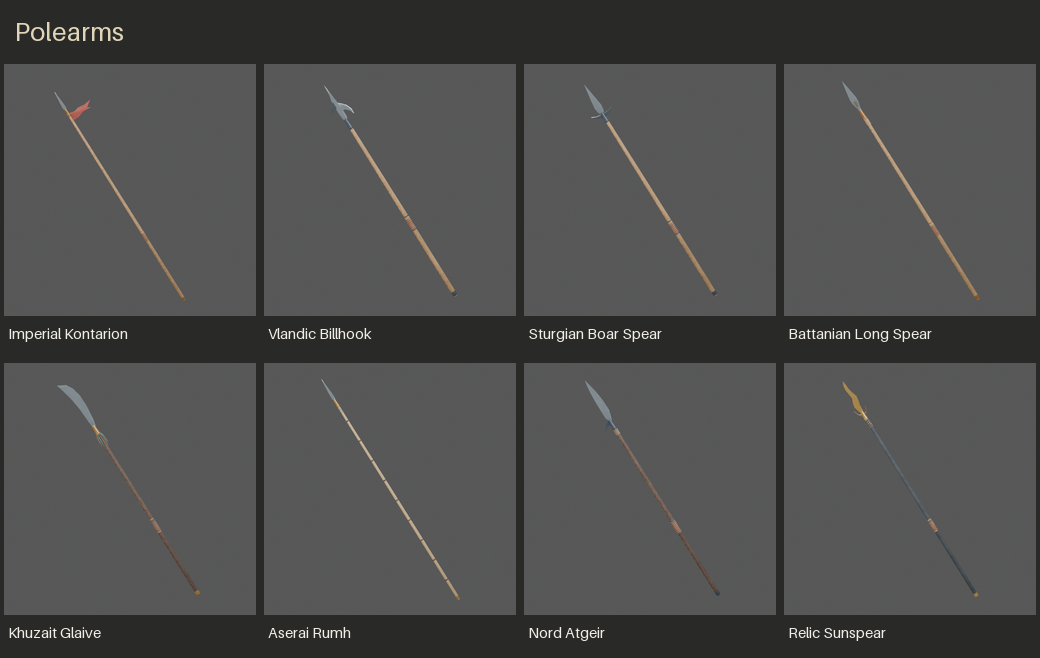 Polearms
Imperial Kontarion
Vlandic Billhook
Sturgian Boar Spear
Battanian Long Spear
Khuzait Glaive
Aserai Rumh
Nord Atgeir
Relic Sunspear